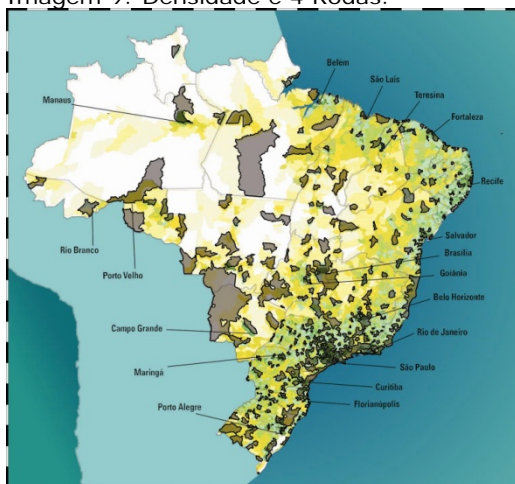 Imagem 9: Densidade e 4 Rodas.
Belém
São Luís
Teresina
Manaus
Fortaleza
Recife
Salvador
Rio Branco
Brasília
Porto Velho
Goiânia
Belo Horizonte
Campo Grande
Rio de Janeiro
Maringá
São Paulo
Curitiba
Porto Alegre
Florianópolis